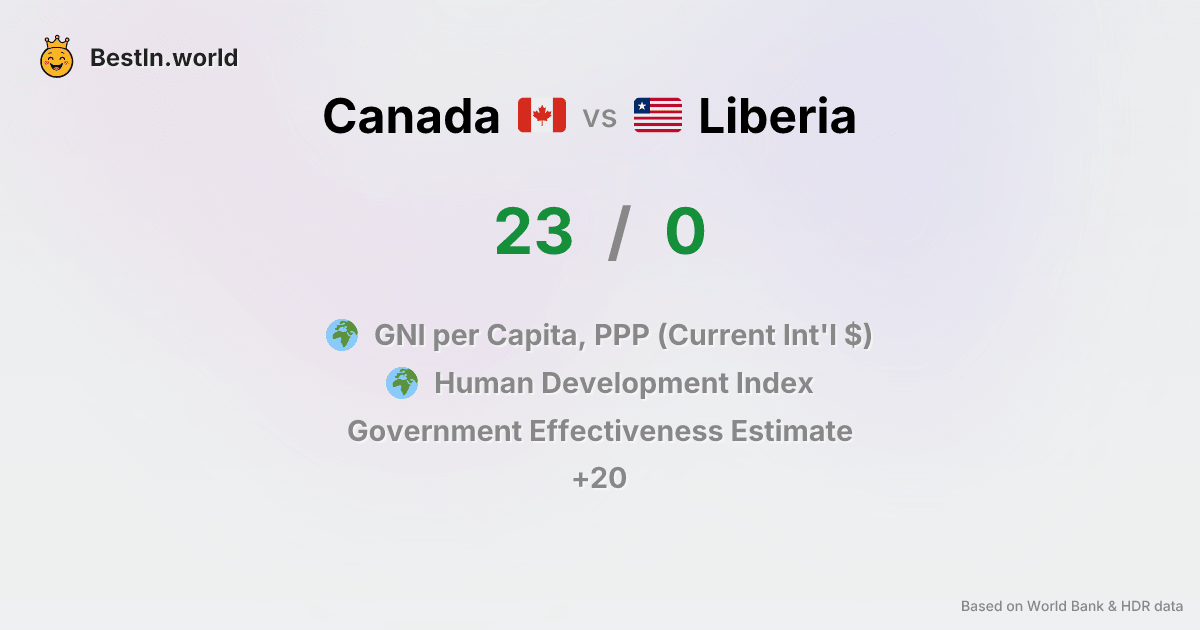 BestIn.world
Canada vs Liberia
23 / 0
GNI per Capita, PPP (Current Int'l $)
Human Development Index
Government Effectiveness Estimate
+20
Based on World Bank & HDR data